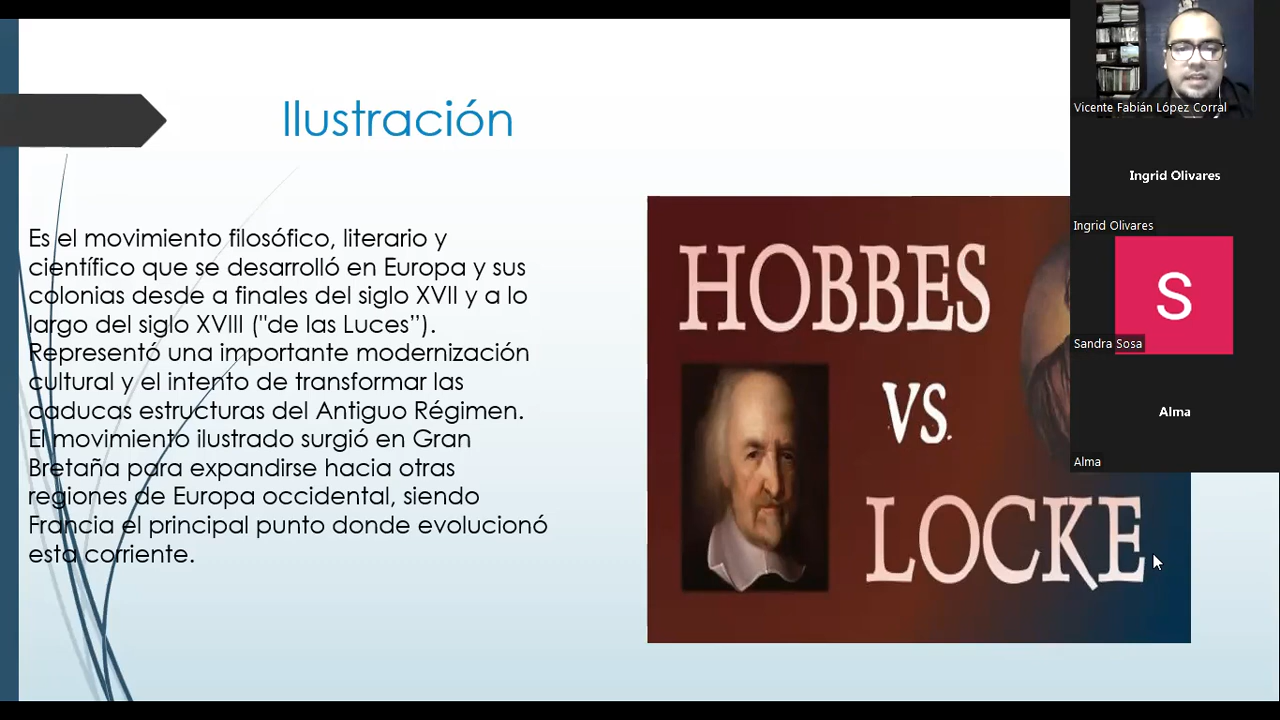 Ilustración
Es el movimiento filosófico, literario y
científico que se desarrolló en Europa y sus
colonias desde a finales del siglo XVII y a lo
largo del siglo XVIII ("de las Luces”).
Representó una importante modernización
cultural y el intento de transformar las
caducas estructuras del Antiguo Régimen.
El movimiento ilustrado surgió en Gran
Bretaña para expandirse hacia otras
regiones de Europa occidental, siendo
Francia el principal punto donde evolucionó
esta corriente.
HOBBES
VS.
LOCKE
Vicente Fabián López Corral
Ingrid Olivares
Ingrid Olivares
S
Sandra Sosa
Alma
Alma